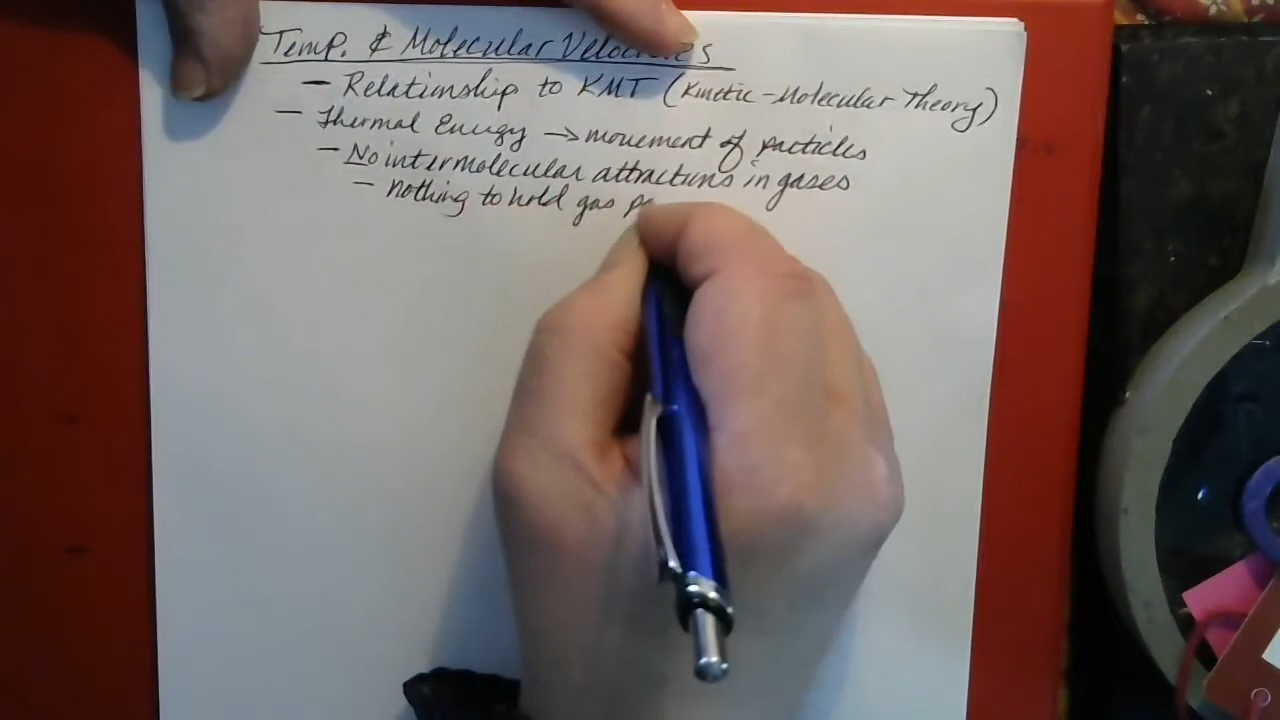 Temp. & Molecular Velocities
- Relationship to KMT (Kinetic-Molecular Theory)
- Thermal Energy → movement of particles
- No intermolecular attractions in gases
- nothing to hold gas